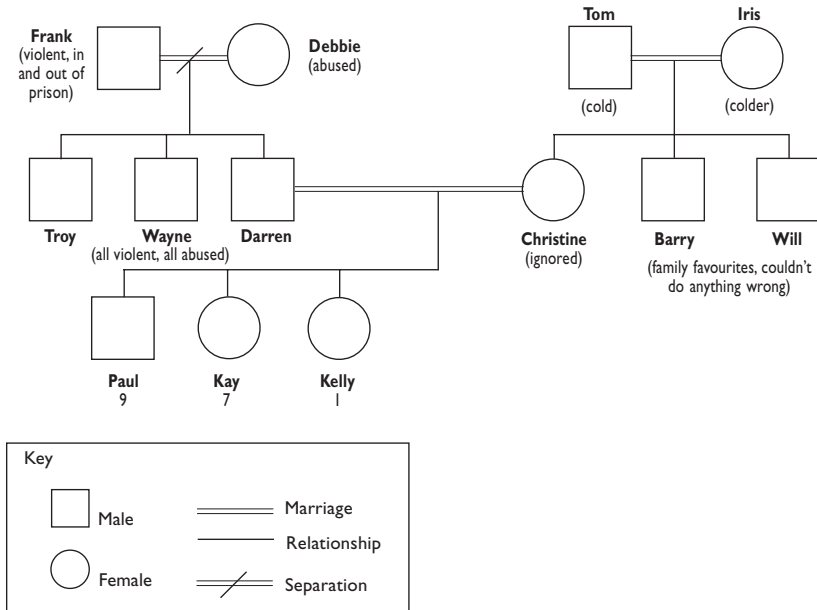 Frank
(violent, in
and out of
prison)
Debbie
(abused)
Tom
(cold)
Iris
(colder)
Troy
Wayne
Darren
(all violent, all abused)
Christine
(ignored)
Barry
Will
(family favourites, couldn't
do anything wrong)
Paul
9
Kay
7
Kelly
1
Key
Male
Female
Marriage
Relationship
Separation